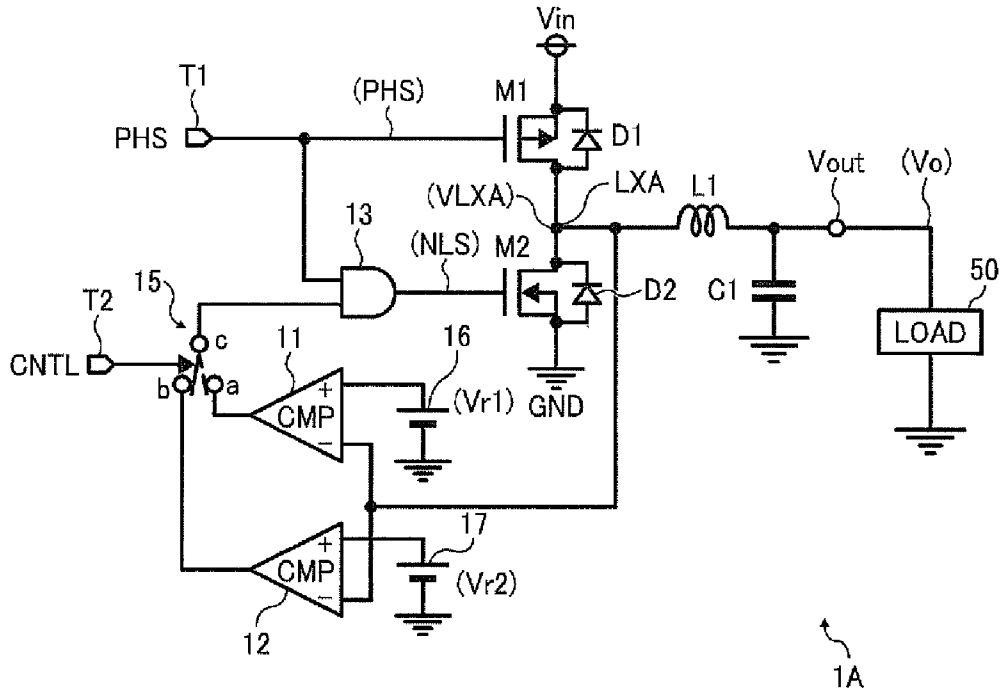 Vin
T1
(PHS)
M1
PHS
D1
Vout
(Vo)
L1
(VLXA)
LXA
13
(NLS)
M2
15
D2
C1
50
T2
LOAD
c
11
16
CNTL
b
a
+
CMP
(Vr1)
GND
−
17
+
CMP
(Vr2)
−
12
1A